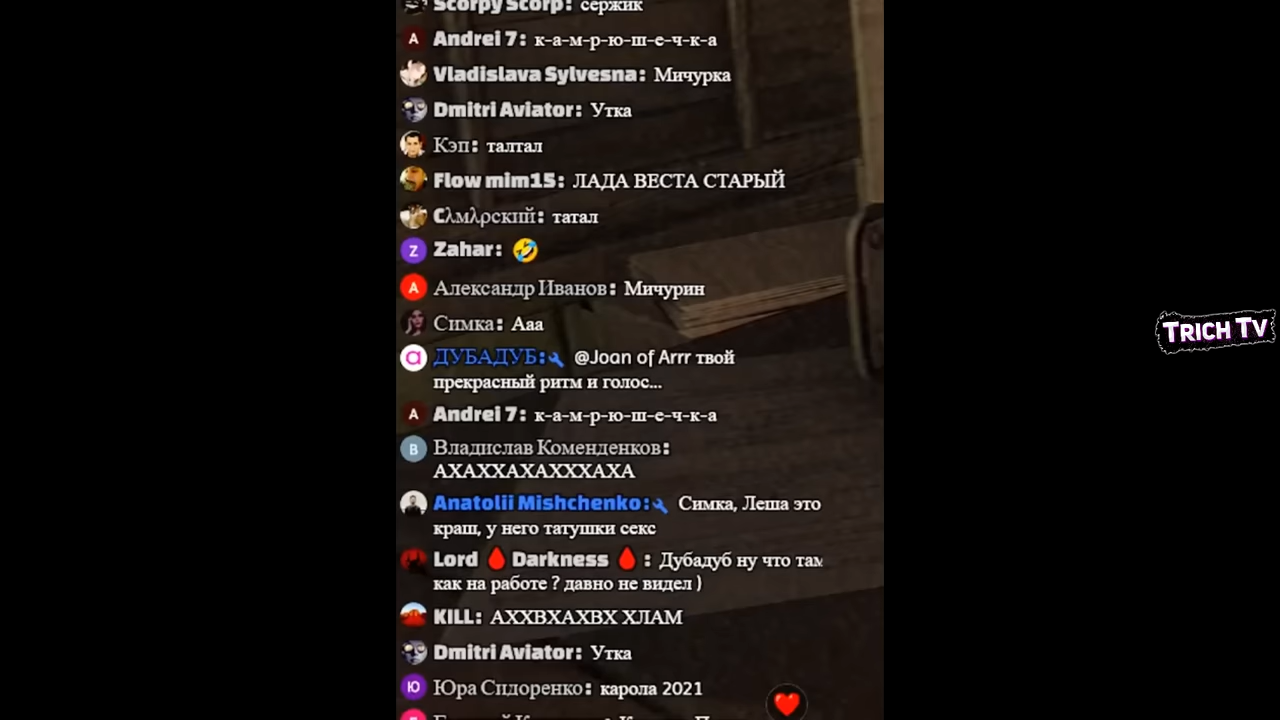 Scorpy Scorp: сержик
Andrei 7: к-а-м-р-ю-ш-е-ч-к-а
Vladislava Sylvesna: Мичурка
Dmitri Aviator: Утка
Кэп: талтал
Flow mim15: ЛАДА ВЕСТА СТАРЫЙ
Cλмλрский: татал
Z Zahar: 🤣
А Александр Иванов: Мичурин
Симка: Ааа
ДУБАДУБ: @Joan of Arrr твой
прекрасный ритм и голос...
A Andrei 7: к-а-м-р-ю-ш-е-ч-к-а
В Владислав Коменденков:
АХАХХАХАХХХАХА
Anatolii Mishchenko: Симка, Леша это
краш, у него татушки секс
Lord 🩸 Darkness 🩸 : Дубадуб ну что там
как на работе ? давно не видел )
KILL: АХХВХАХВХ ХЛАМ
Dmitri Aviator: Утка
Ю Юра Сидоренко: карола 2021
TRICH TV